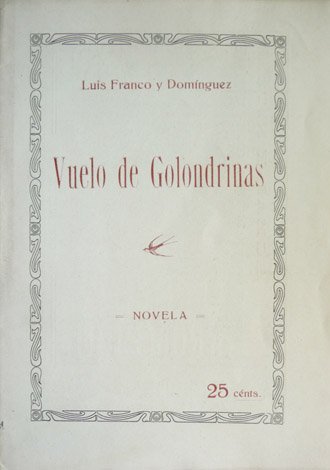 Luis Franco y Domínguez
Vuelo de Golondrinas
= NOVELA =
25 cénts.